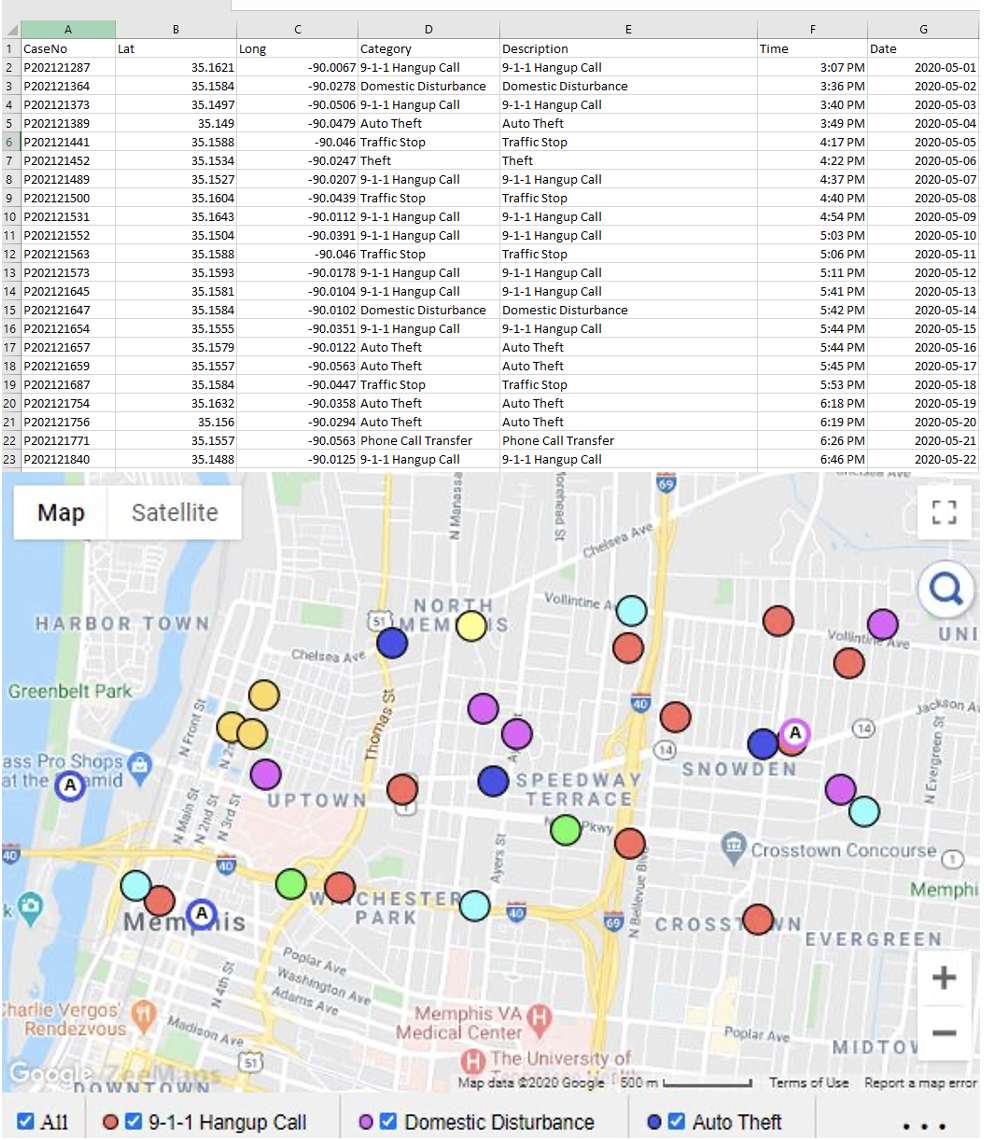 A B C D E F G
1 CaseNo Lat Long Category Description Time Date
2 P202121287 35.1621 -90.0067 9-1-1 Hangup Call 9-1-1 Hangup Call 3:07 PM 2020-05-01
3 P202121364 35.1584 -90.0278 Domestic Disturbance Domestic Disturbance 3:36 PM 2020-05-02
4 P202121373 35.1497 -90.0506 9-1-1 Hangup Call 9-1-1 Hangup Call 3:40 PM 2020-05-03
5 P202121389 35.149 -90.0479 Auto Theft Auto Theft 3:49 PM 2020-05-04
6 P202121441 35.1588 -90.046 Traffic Stop Traffic Stop 4:17 PM 2020-05-05
7 P202121452 35.1534 -90.0247 Theft Theft 4:22 PM 2020-05-06
8 P202121489 35.1527 -90.0207 9-1-1 Hangup Call 9-1-1 Hangup Call 4:37 PM 2020-05-07
9 P202121500 35.1604 -90.0439 Traffic Stop Traffic Stop 4:40 PM 2020-05-08
10 P202121531 35.1643 -90.0112 9-1-1 Hangup Call 9-1-1 Hangup Call 4:54 PM 2020-05-09
11 P202121552 35.1504 -90.0391 9-1-1 Hangup Call 9-1-1 Hangup Call 5:03 PM 2020-05-10
12 P202121563 35.1588 -90.046 Traffic Stop Traffic Stop 5:06 PM 2020-05-11
13 P202121573 35.1593 -90.0178 9-1-1 Hangup Call 9-1-1 Hangup Call 5:11 PM 2020-05-12
14 P202121645 35.1581 -90.0104 9-1-1 Hangup Call 9-1-1 Hangup Call 5:41 PM 2020-05-13
15 P202121647 35.1584 -90.0102 Domestic Disturbance Domestic Disturbance 5:42 PM 2020-05-14
16 P202121654 35.1555 -90.0351 9-1-1 Hangup Call 9-1-1 Hangup Call 5:44 PM 2020-05-15
17 P202121657 35.1579 -90.0122 Auto Theft Auto Theft 5:44 PM 2020-05-16
18 P202121659 35.1557 -90.0563 Auto Theft Auto Theft 5:45 PM 2020-05-17
19 P202121687 35.1584 -90.0447 Traffic Stop Traffic Stop 5:53 PM 2020-05-18
20 P202121754 35.1632 -90.0358 Auto Theft Auto Theft 6:18 PM 2020-05-19
21 P202121756 35.156 -90.0294 Auto Theft Auto Theft 6:19 PM 2020-05-20
22 P202121771 35.1557 -90.0563 Phone Call Transfer Phone Call Transfer 6:26 PM 2020-05-21
23 P202121840 35.1488 -90.0125 9-1-1 Hangup Call 9-1-1 Hangup Call 6:46 PM 2020-05-22
Map Satellite
N Manassa
69
Chelsea Ave
Vollintine A
HARBOR TOWN
NORTH
51 MEM IS
Vollintine Ave
UNI
Chelsea Ave
Greenbelt Park
N Front St
Thomas St
40
Jackson A
14
14
A
ass Pro Shops
at the amid
A
SNOWDEN
N Evergreen St
SPEEDWAY
TERRACE
UPTOWN
1
N Main St
N 2nd St
N 3rd St
Pkwy
Ayers St
Crosstown Concourse
1
40
40
N Bellevue Blv
Memphi
W CHESTER
PARK
k
Mem is
A
40
69
CROSST WN
EVERGREEN
Poplar Ave
Washington Ave
Adams Ave
N 4th St
Charlie Vergos'
Rendezvous
Madison Ave
51
Memphis VA
Medical Center
H
H
The University of
Poplar Ave
MIDTOW
Google ZeeMaps
DOWNTOWN
Map data ©2020 Google 500 m Terms of Use Report a map error
All 9-1-1 Hangup Call Domestic Disturbance Auto Theft ...